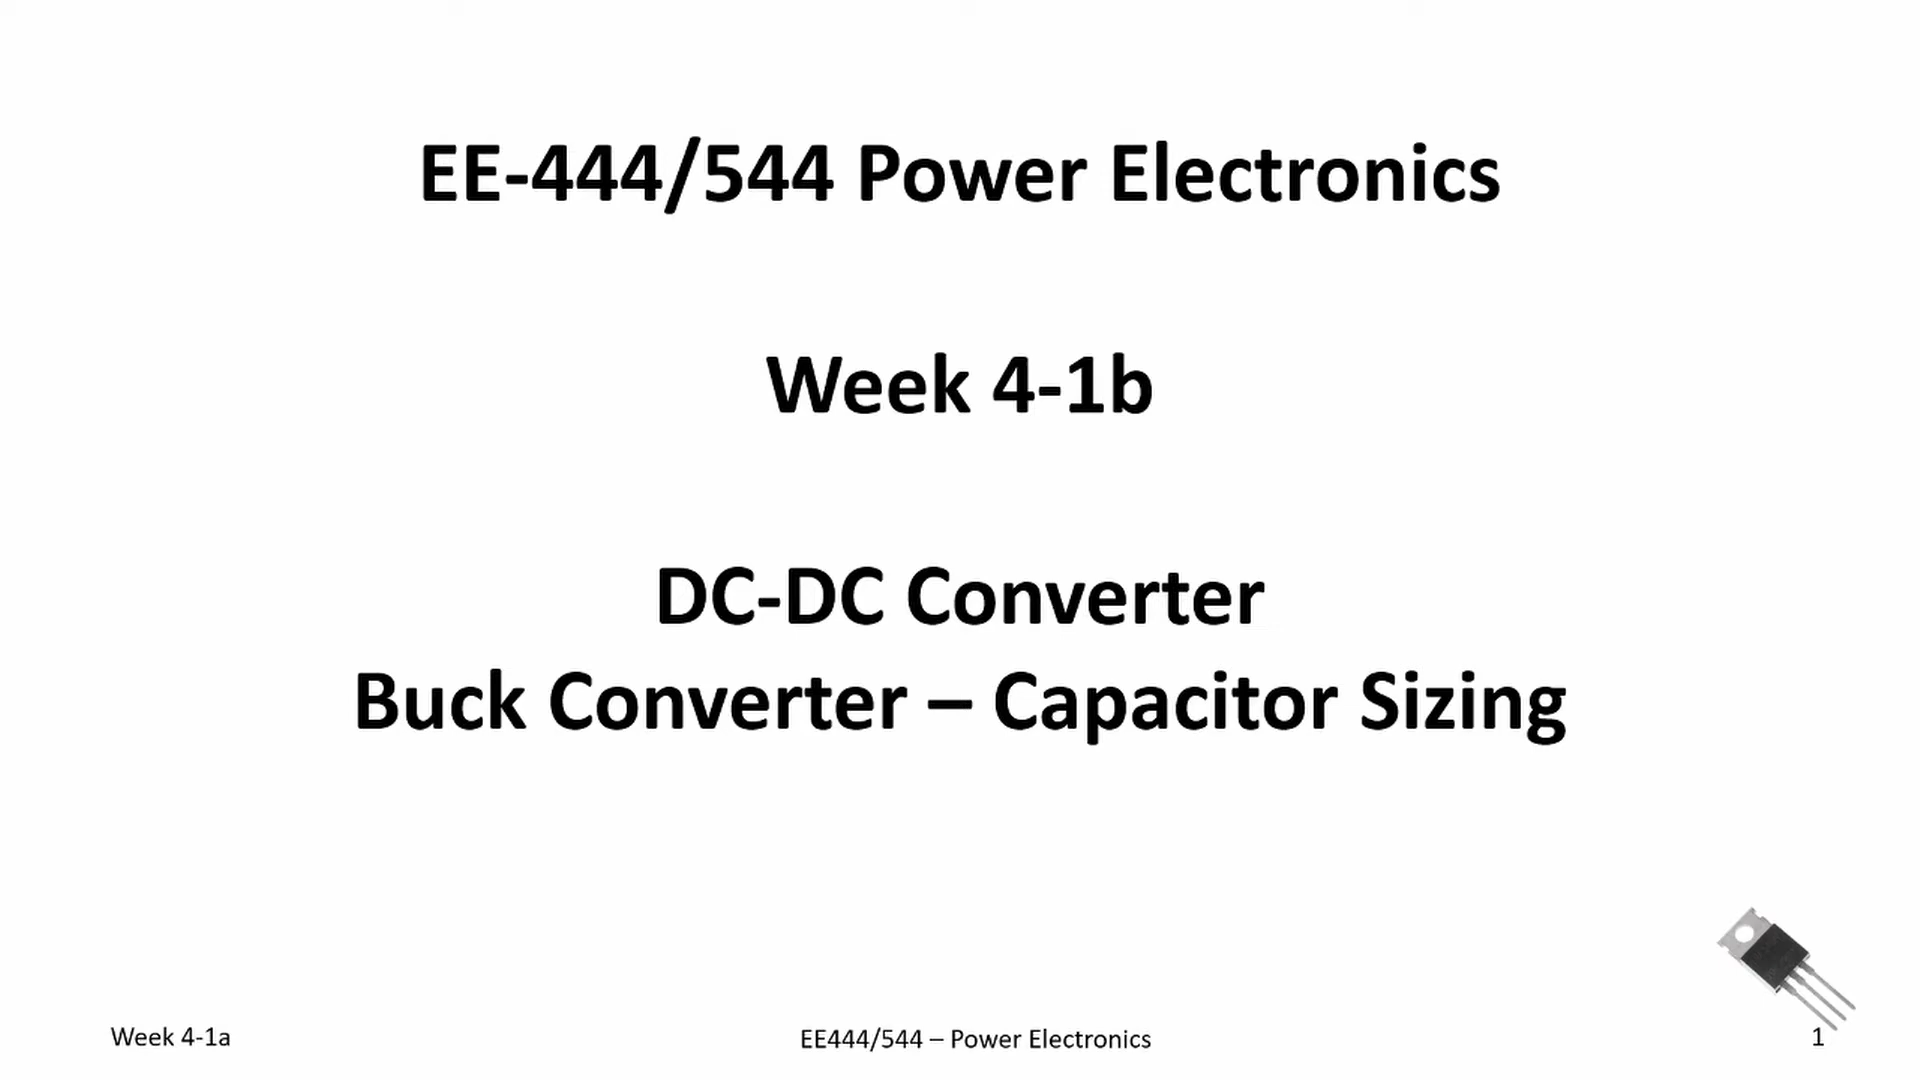 EE-444/544 Power Electronics
Week 4-1b
DC-DC Converter
Buck Converter – Capacitor Sizing
Week 4-1a
EE444/544 – Power Electronics
1